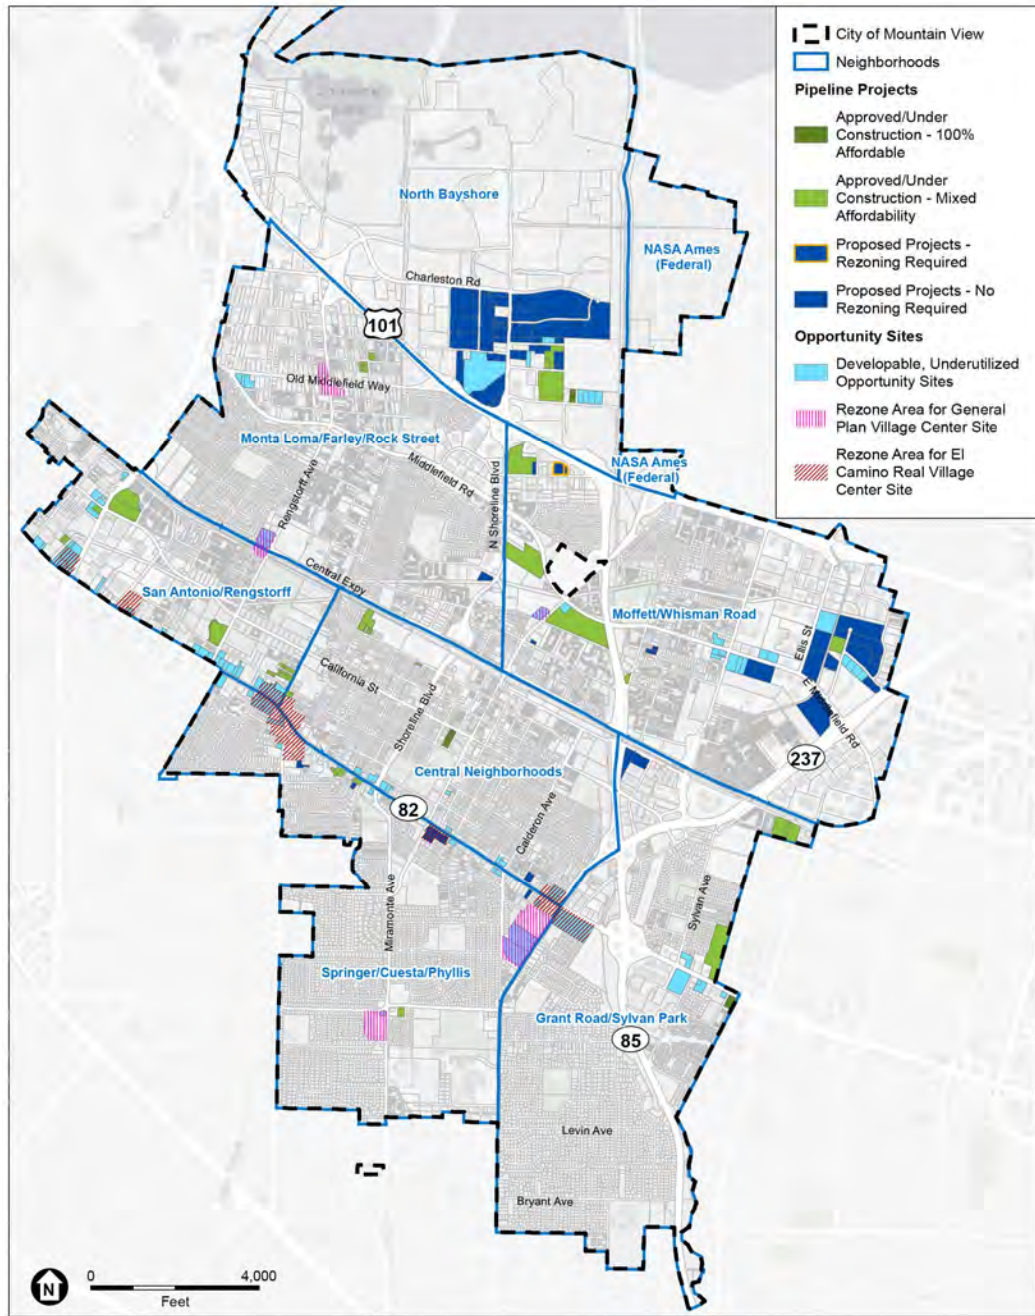 City of Mountain View
Neighborhoods
Pipeline Projects
Approved/Under
Construction - 100%
Affordable
Approved/Under
Construction - Mixed
Affordability
Proposed Projects -
Rezoning Required
Proposed Projects - No
Rezoning Required
Opportunity Sites
Developable, Underutilized
Opportunity Sites
Rezone Area for General
Plan Village Center Site
Rezone Area for El
Camino Real Village
Center Site
North Bayshore
NASA Ames
(Federal)
Charleston Rd
101
Old Middlefield Way
Monta Loma/Farley/Rock Street
Middlefield Rd
Rengstorff Ave
N Shoreline Blvd
NASA Ames
(Federal)
Central Expy
San Antonio/Rengstorff
Moffett/Whisman Road
Ellis St
E Middlefield Rd
California St
Shoreline Blvd
237
Central Neighborhoods
82
Calderon Ave
Sylvan Ave
Miramonte Ave
Springer/Cuesta/Phyllis
Grant Road/Sylvan Park
85
Levin Ave
Bryant Ave
N
0
4,000
Feet